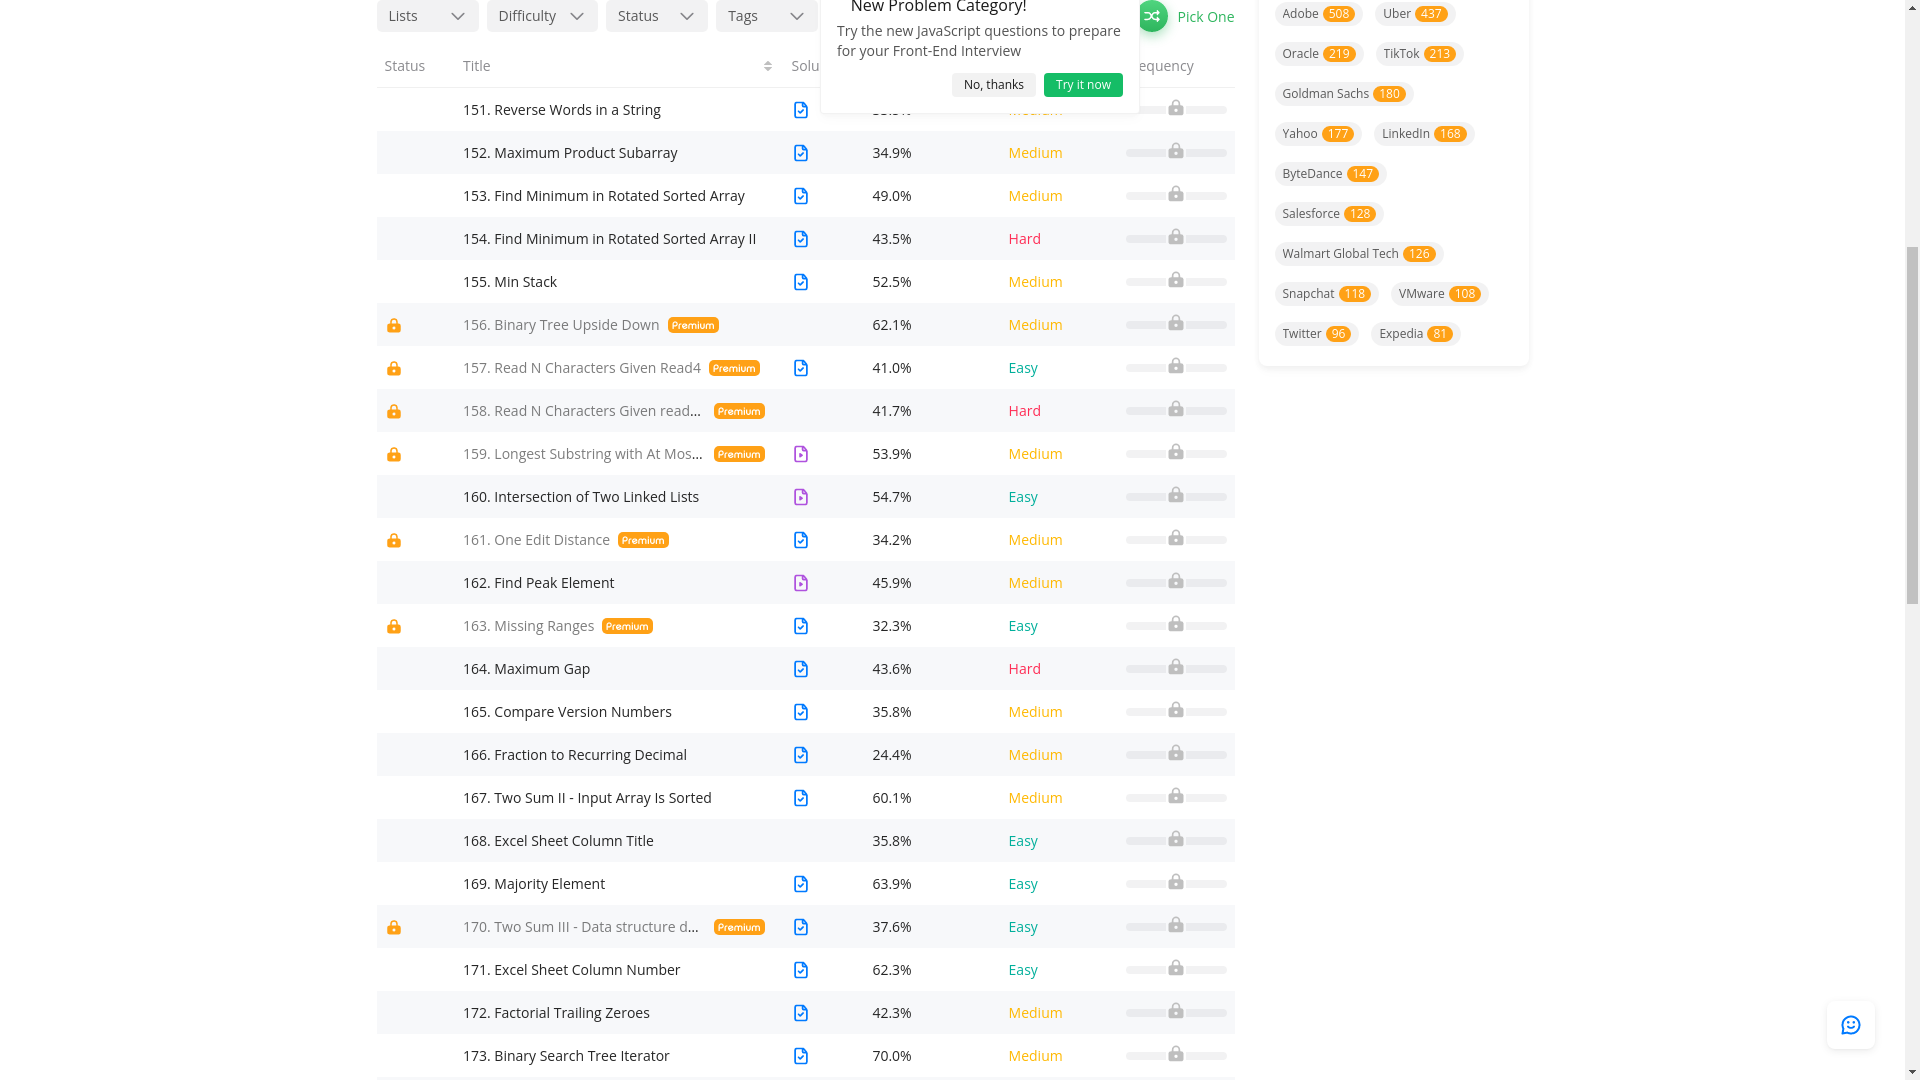 Lists
Difficulty
Status
Tags
New Problem Category!
Try the new JavaScript questions to prepare
for your Front-End Interview
No, thanks
Try it now
Pick One
Status
Title
Solu
equency
151. Reverse Words in a String
152. Maximum Product Subarray 34.9% Medium
153. Find Minimum in Rotated Sorted Array 49.0% Medium
154. Find Minimum in Rotated Sorted Array II 43.5% Hard
155. Min Stack 52.5% Medium
156. Binary Tree Upside Down Premium 62.1% Medium
157. Read N Characters Given Read4 Premium 41.0% Easy
158. Read N Characters Given read... Premium 41.7% Hard
159. Longest Substring with At Mos... Premium 53.9% Medium
160. Intersection of Two Linked Lists 54.7% Easy
161. One Edit Distance Premium 34.2% Medium
162. Find Peak Element 45.9% Medium
163. Missing Ranges Premium 32.3% Easy
164. Maximum Gap 43.6% Hard
165. Compare Version Numbers 35.8% Medium
166. Fraction to Recurring Decimal 24.4% Medium
167. Two Sum II - Input Array Is Sorted 60.1% Medium
168. Excel Sheet Column Title 35.8% Easy
169. Majority Element 63.9% Easy
170. Two Sum III - Data structure d... Premium 37.6% Easy
171. Excel Sheet Column Number 62.3% Easy
172. Factorial Trailing Zeroes 42.3% Medium
173. Binary Search Tree Iterator 70.0% Medium
Adobe 508 Uber 437
Oracle 219 TikTok 213
Goldman Sachs 180
Yahoo 177 LinkedIn 168
ByteDance 147
Salesforce 128
Walmart Global Tech 126
Snapchat 118 VMware 108
Twitter 96 Expedia 81